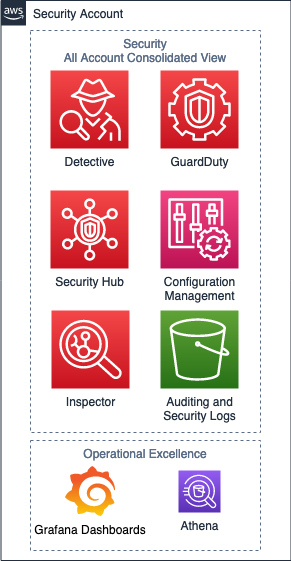 aws
Security Account
Security
All Account Consolidated View
Detective
GuardDuty
Security Hub
Configuration
Management
Inspector
Auditing and
Security Logs
Operational Excellence
Grafana Dashboards
Athena